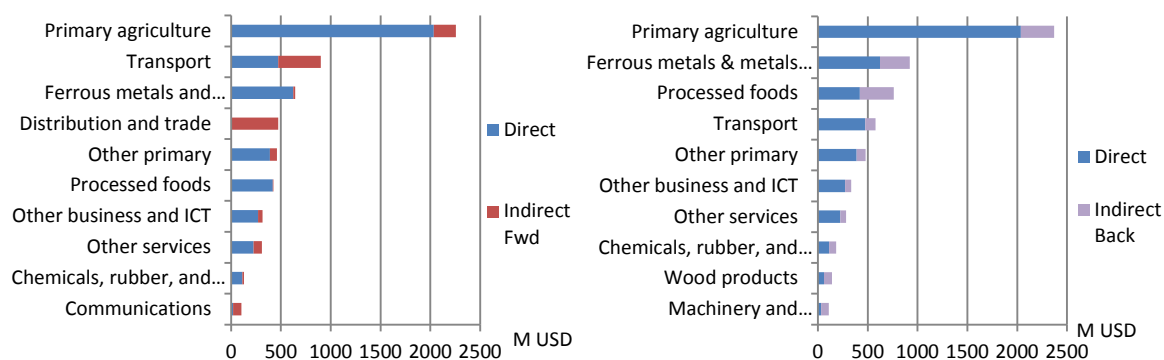 Primary agriculture
Transport
Ferrous metals and...
Distribution and trade
Other primary
Processed foods
Other business and ICT
Other services
Chemicals, rubber, and...
Communications
0 500 1000 1500 2000 2500
M USD
Direct
Indirect
Fwd
Primary agriculture
Ferrous metals & metals...
Processed foods
Transport
Other primary
Other business and ICT
Other services
Chemicals, rubber, and...
Wood products
Machinery and...
0 500 1000 1500 2000 2500
M USD
Direct
Indirect
Back